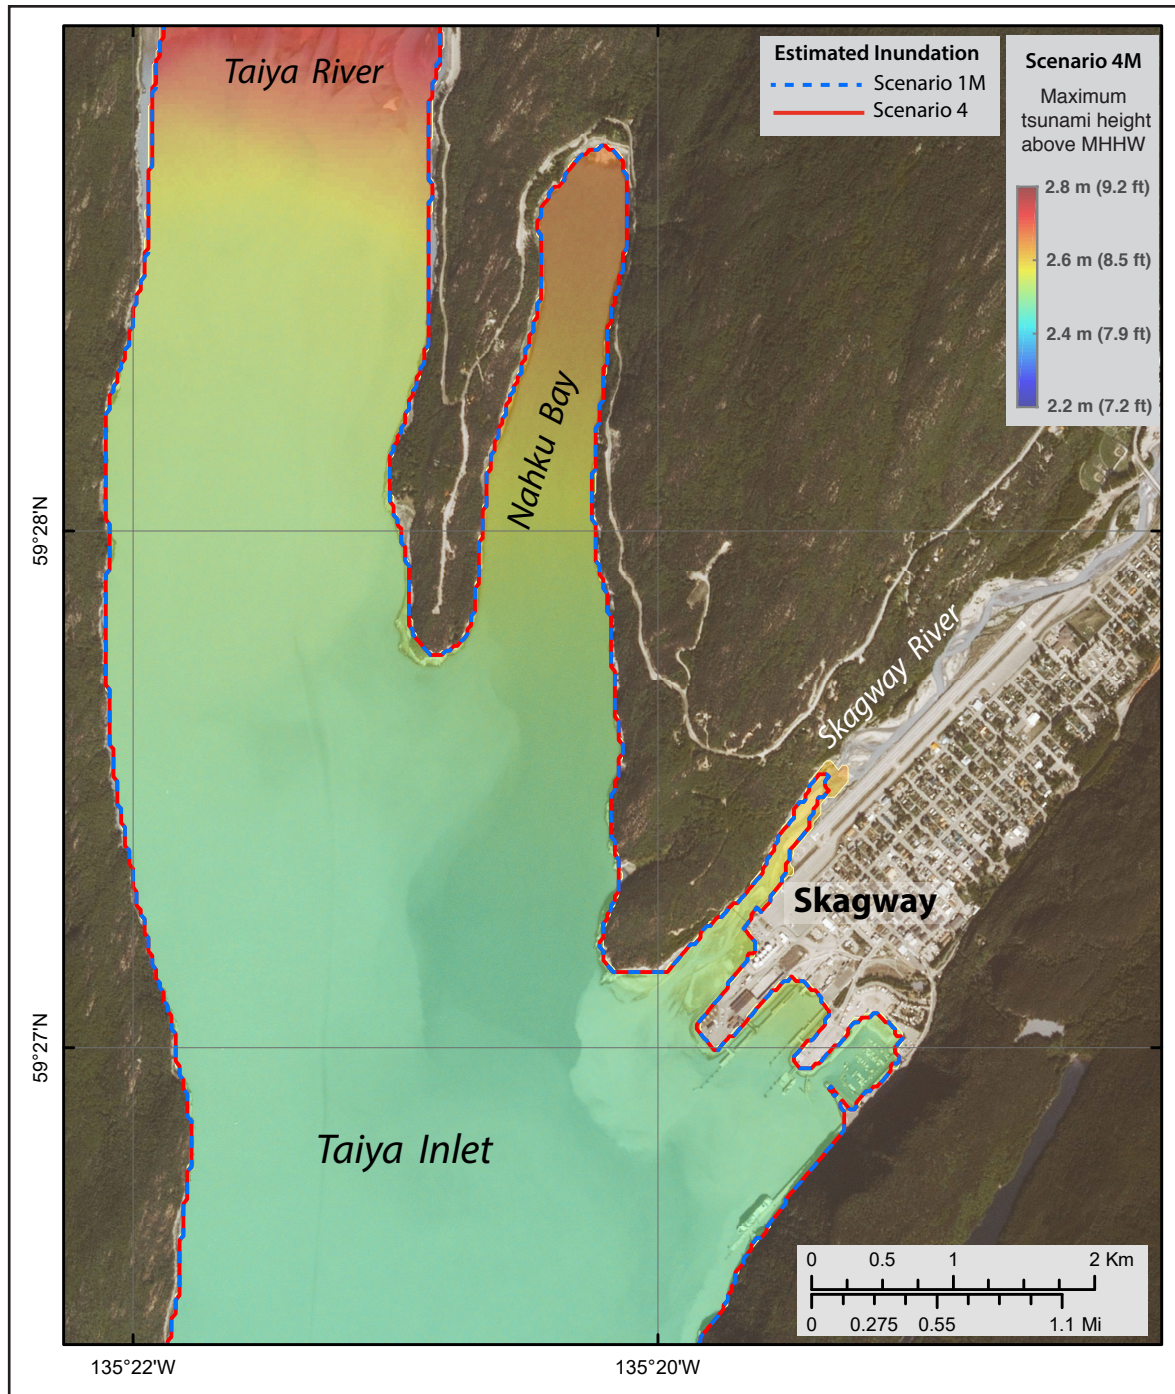 Taiya River
Estimated Inundation
Scenario 1M
Scenario 4
Scenario 4M
Maximum
tsunami height
above MHHW
2.8 m (9.2 ft)
2.6 m (8.5 ft)
2.4 m (7.9 ft)
2.2 m (7.2 ft)
Nahku Bay
59°28'N
Skagway River
Skagway
59°27'N
Taiya Inlet
0 0.5 1 2 Km
0 0.275 0.55 1.1 Mi
135°22'W 135°20'W